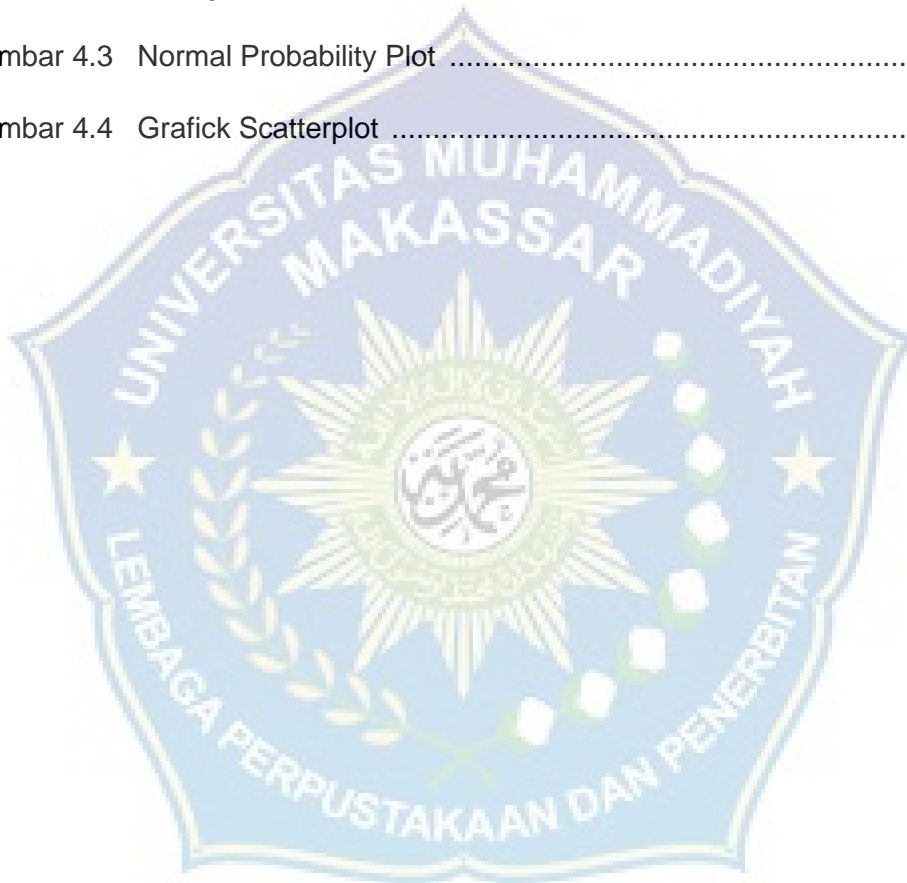 mbar 4.3 Normal Probability Plot ..........................................................
mbar 4.4 Grafick Scatterplot .................................................................
UNIVERSITAS MUHAMMADIYAH
MAKASSAR
LEMBAGA PERPUSTAKAAN DAN PENERBITAN